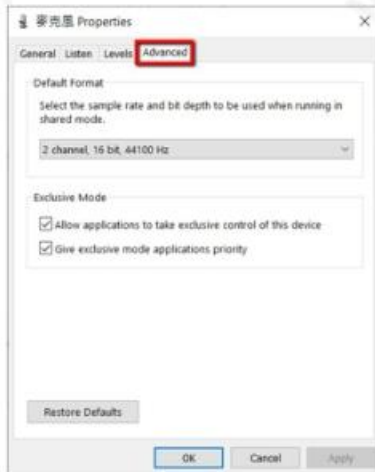 麥克風 Properties
General Listen Levels Advanced
Default Format
Select the sample rate and bit depth to be used when running in
shared mode.
2 channel, 16 bit, 44100 Hz
Exclusive Mode
Allow applications to take exclusive control of this device
Give exclusive mode applications priority
Restore Defaults
OK Cancel Apply